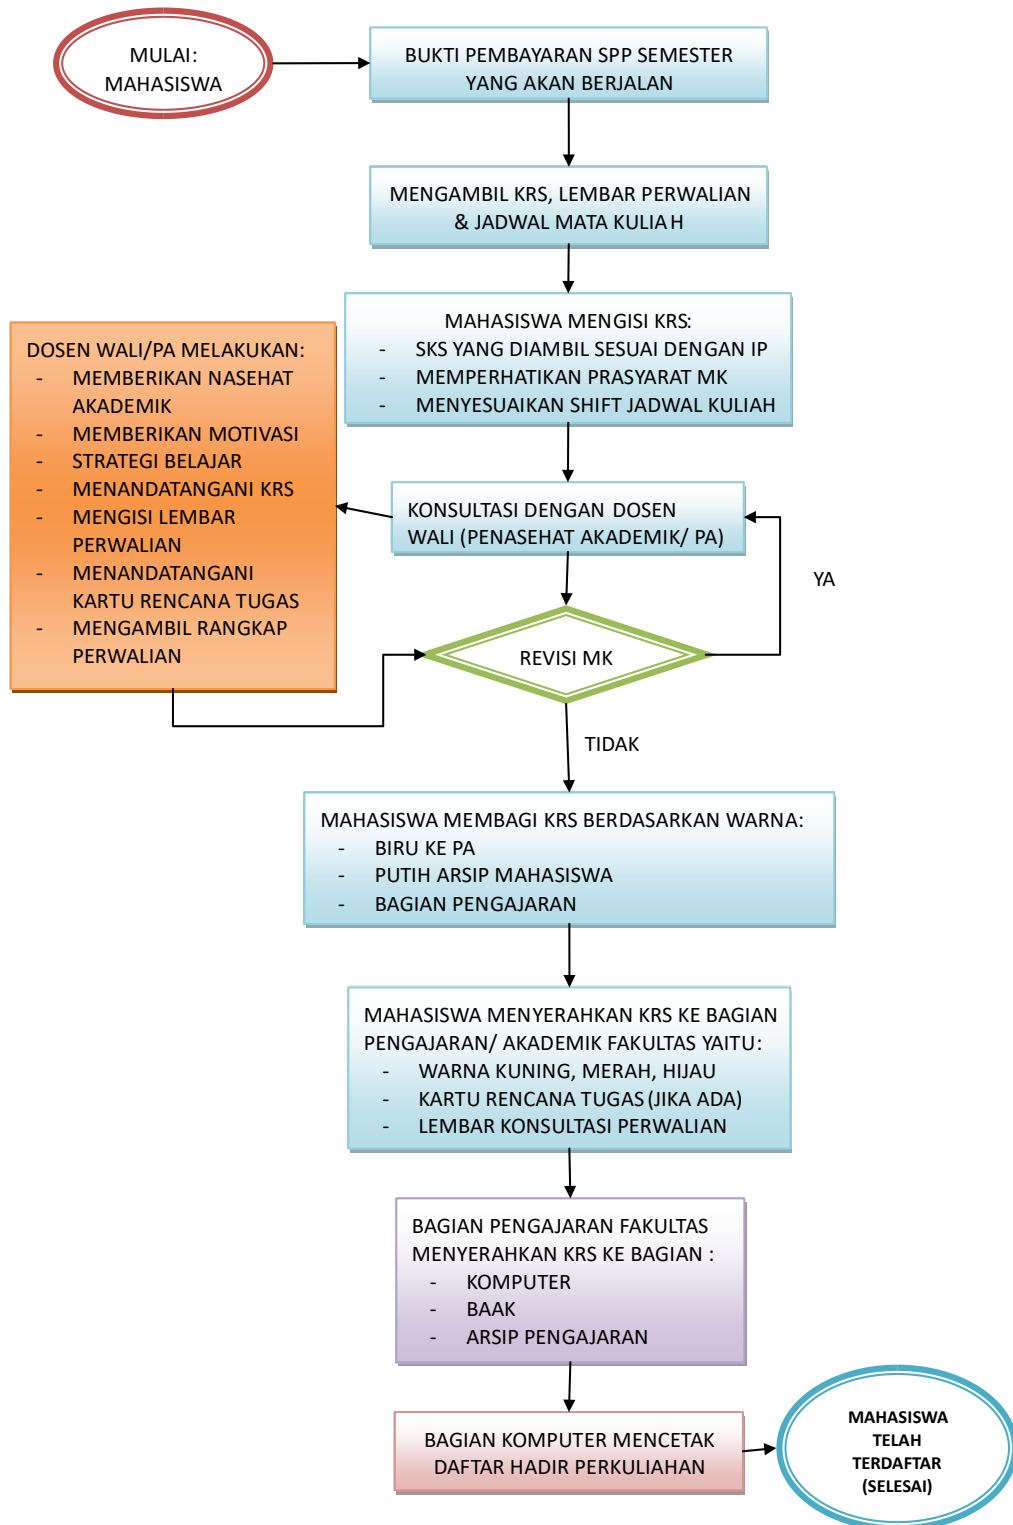 MULAI:
MAHASISWA
BUKTI PEMBAYARAN SPP SEMESTER
YANG AKAN BERJALAN
MENGAMBIL KRS, LEMBAR PERWALIAN
& JADWAL MATA KULIAH
MAHASISWA MENGISI KRS:
- SKS YANG DIAMBIL SESUAI DENGAN IP
- MEMPERHATIKAN PRASYARAT MK
- MENYESUAIKAN SHIFT JADWAL KULIAH
DOSEN WALI/PA MELAKUKAN:
- MEMBERIKAN NASEHAT
AKADEMIK
- MEMBERIKAN MOTIVASI
- STRATEGI BELAJAR
- MENANDATANGANI KRS
- MENGISI LEMBAR
PERWALIAN
- MENANDATANGANI
KARTU RENCANA TUGAS
- MENGAMBIL RANGKAP
PERWALIAN
KONSULTASI DENGAN DOSEN
WALI (PENASEHAT AKADEMIK/ PA)
YA
REVISI MK
TIDAK
MAHASISWA MEMBAGI KRS BERDASARKAN WARNA:
- BIRU KE PA
- PUTIH ARSIP MAHASISWA
- BAGIAN PENGAJARAN
MAHASISWA MENYERAHKAN KRS KE BAGIAN
PENGAJARAN/ AKADEMIK FAKULTAS YAITU:
- WARNA KUNING, MERAH, HIJAU
- KARTU RENCANA TUGAS (JIKA ADA)
- LEMBAR KONSULTASI PERWALIAN
BAGIAN PENGAJARAN FAKULTAS
MENYERAHKAN KRS KE BAGIAN :
- KOMPUTER
- BAAK
- ARSIP PENGAJARAN
BAGIAN KOMPUTER MENCETAK
DAFTAR HADIR PERKULIAHAN
MAHASISWA
TELAH
TERDAFTAR
(SELESAI)